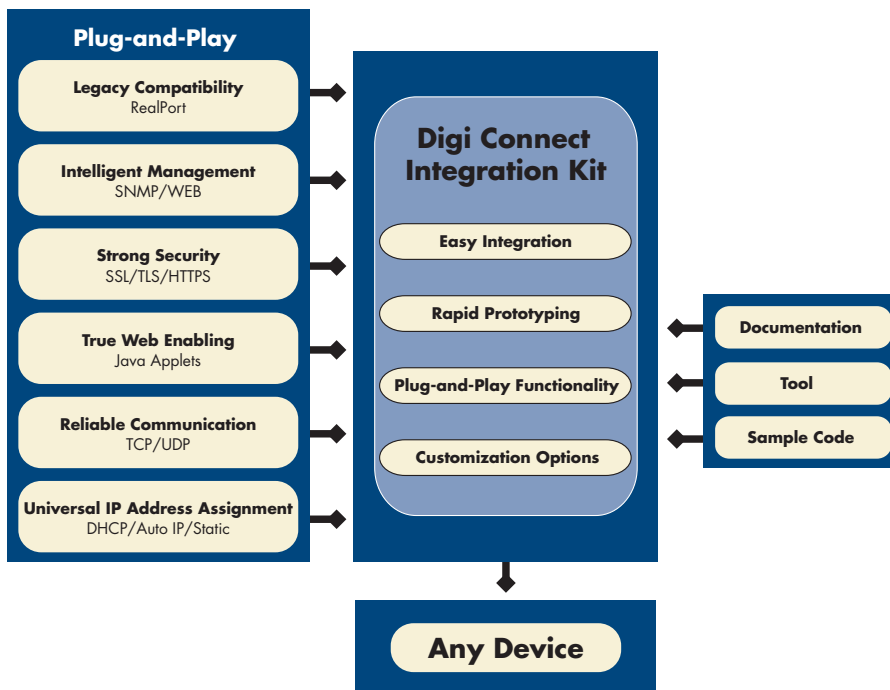 Plug-and-Play
Legacy Compatibility
RealPort
Intelligent Management
SNMP/WEB
Strong Security
SSL/TLS/HTTPS
True Web Enabling
Java Applets
Reliable Communication
TCP/UDP
Universal IP Address Assignment
DHCP/Auto IP/Static
Digi Connect
Integration Kit
Easy Integration
Rapid Prototyping
Plug-and-Play Functionality
Customization Options
Documentation
Tool
Sample Code
Any Device